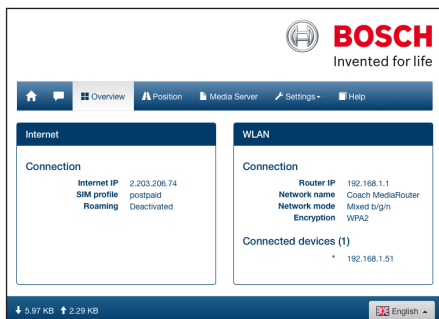 BOSCH
Invented for life
Overview Position Media Server Settings Help
Internet
Connection
Internet IP 2.203.206.74
SIM profile postpaid
Roaming Deactivated
WLAN
Connection
Router IP 192.168.1.1
Network name Coach MediaRouter
Network mode Mixed b/g/n
Encryption WPA2
Connected devices (1)
* 192.168.1.51
5.97 KB 2.29 KB
English